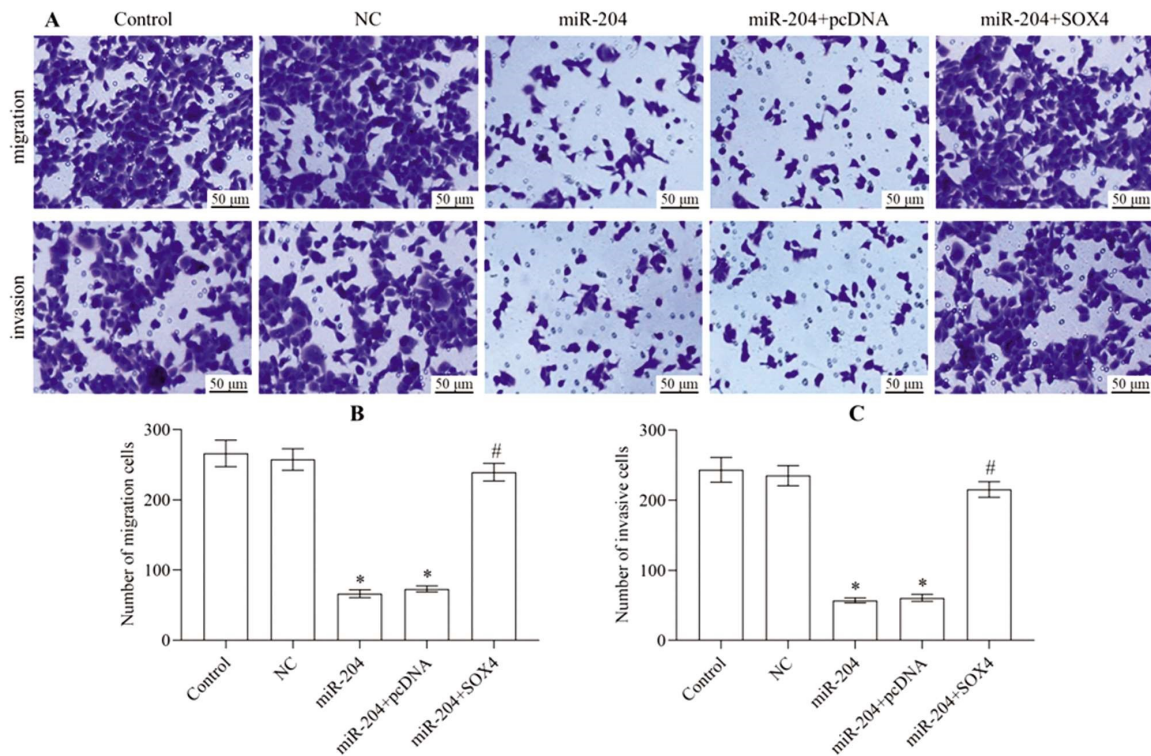 A
Control NC miR-204 miR-204+pcDNA miR-204+SOX4
migration
50 μm 50 μm 50 μm 50 μm 50 μm
invasion
50 μm 50 μm 50 μm 50 μm 50 μm
B
Number of migration cells
300
200
100
0
* * #
Control NC miR-204 miR-204+pcDNA miR-204+SOX4
C
Number of invasive cells
300
200
100
0
* * #
Control NC miR-204 miR-204+pcDNA miR-204+SOX4